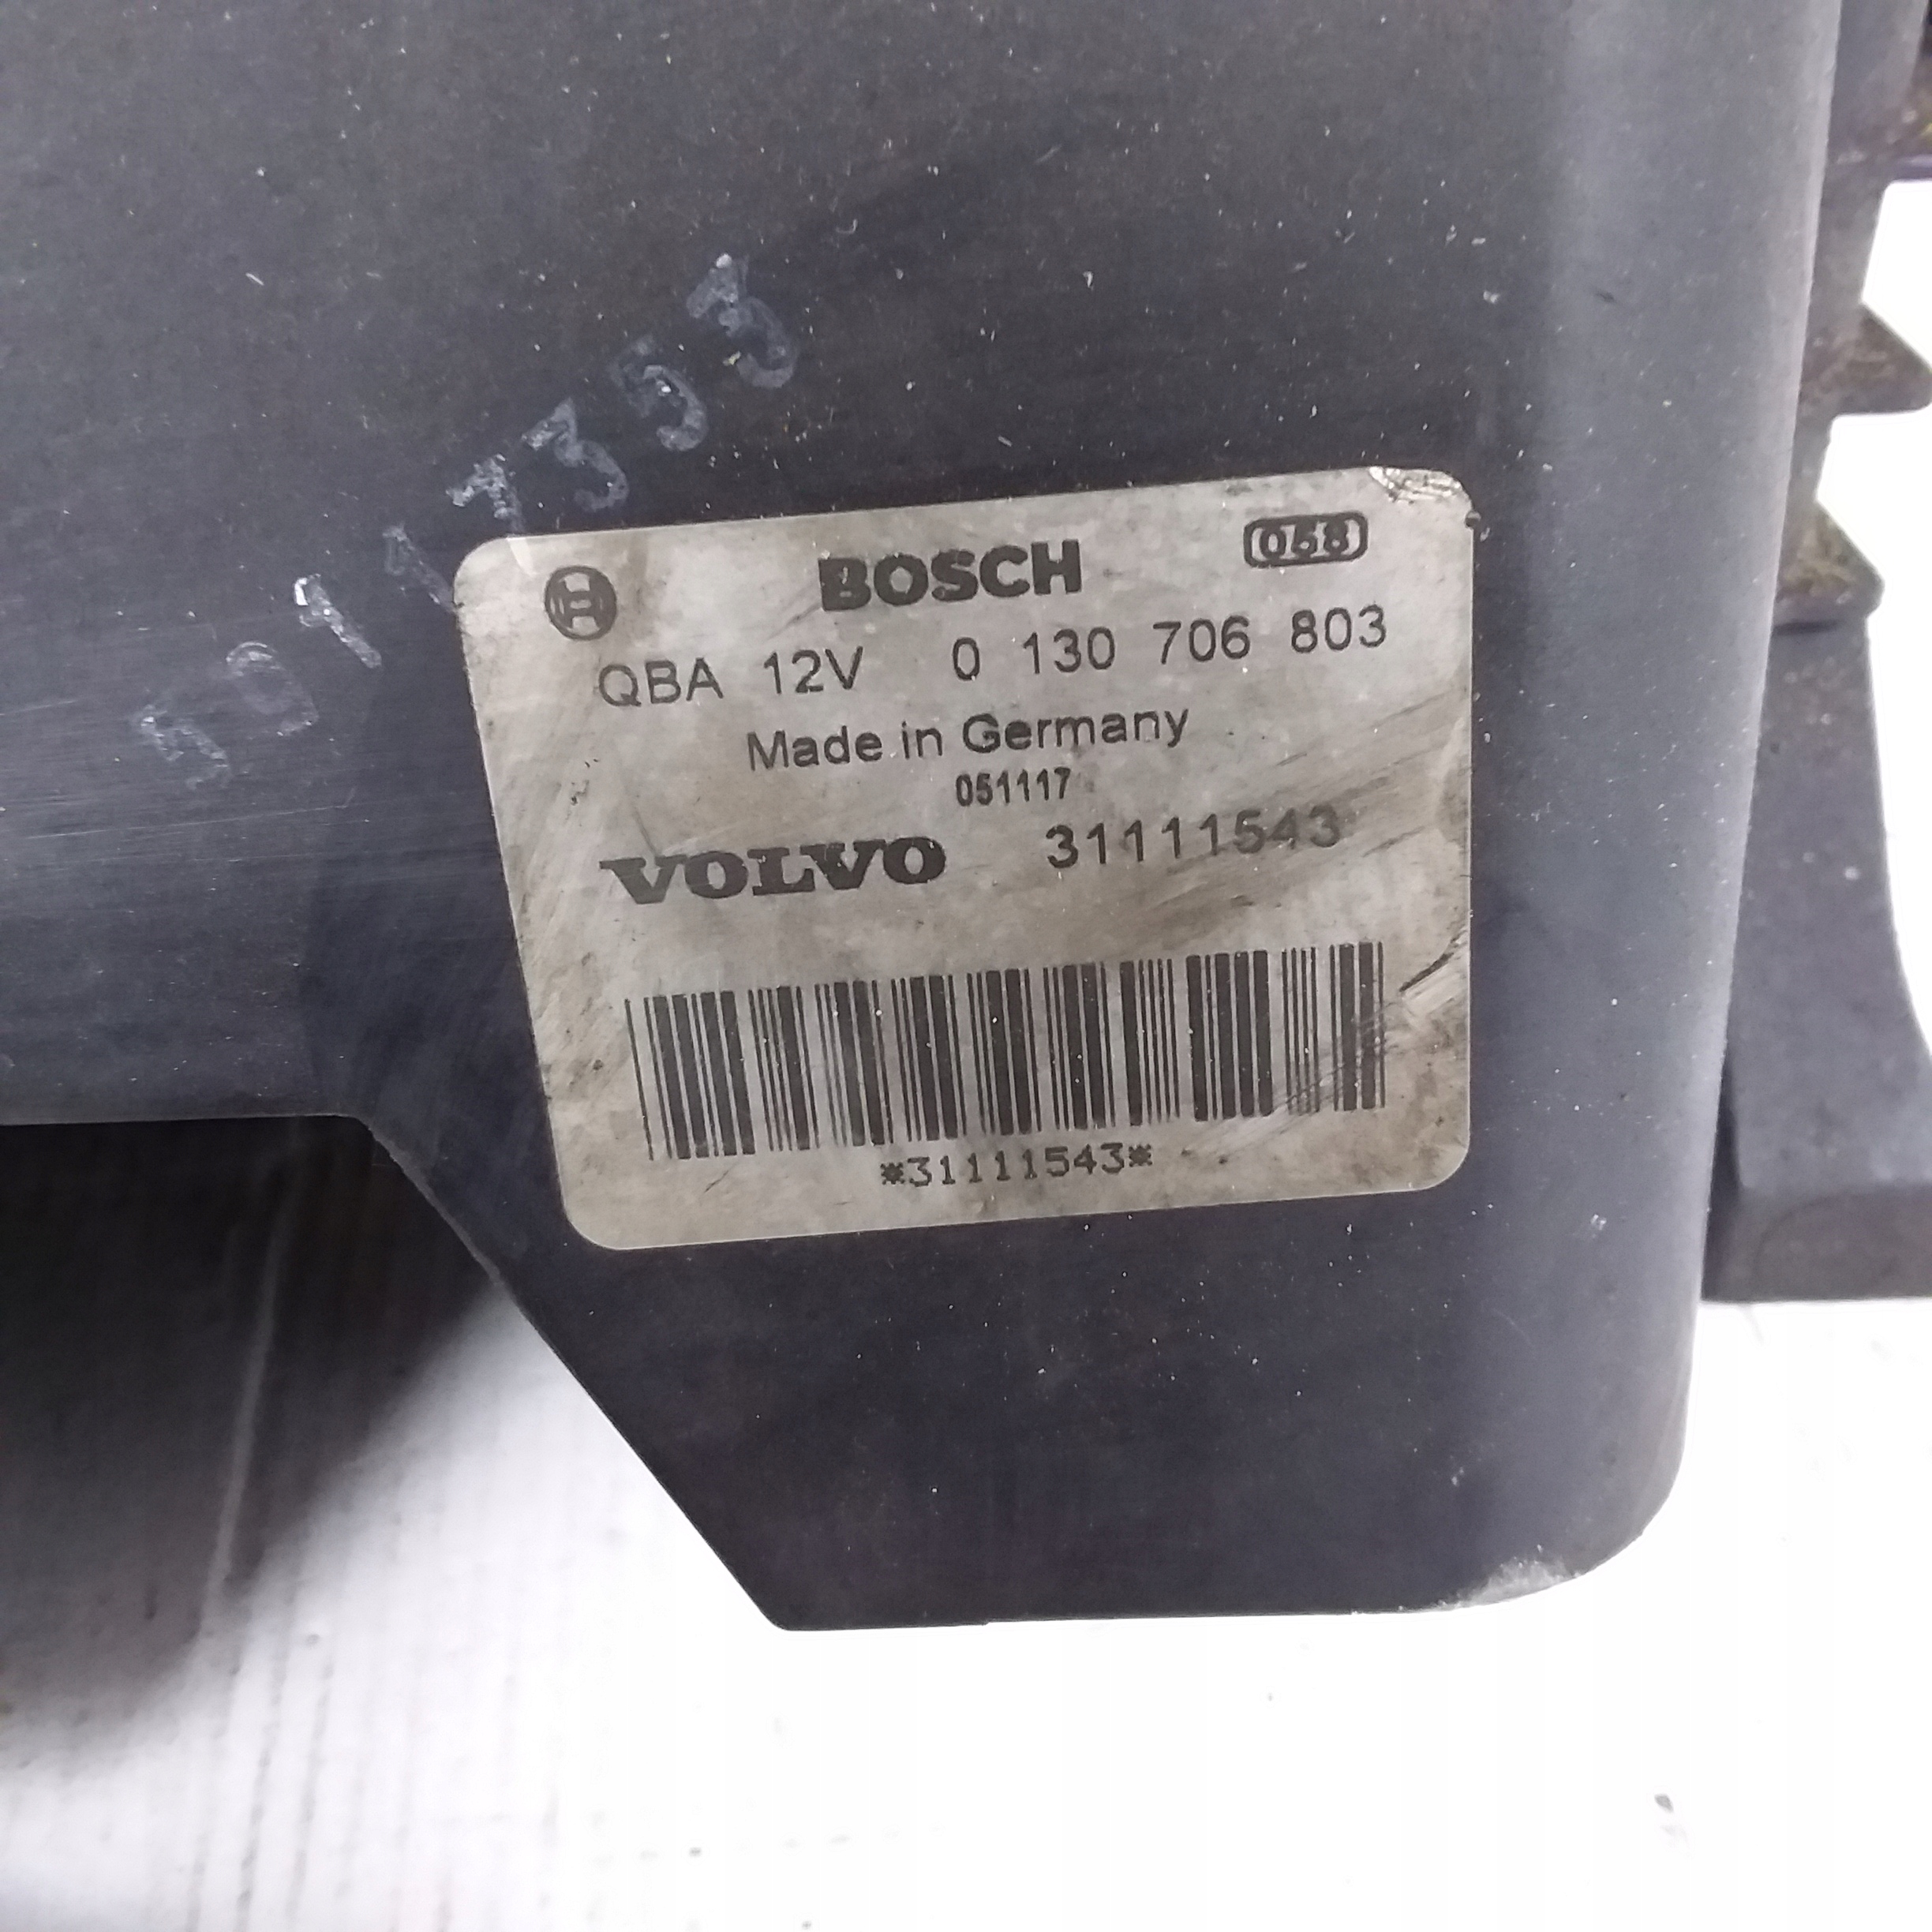 BOSCH 058
QBA 12V 0 130 706 803
Made in Germany
051117
VOLVO 31111543
*31111543*